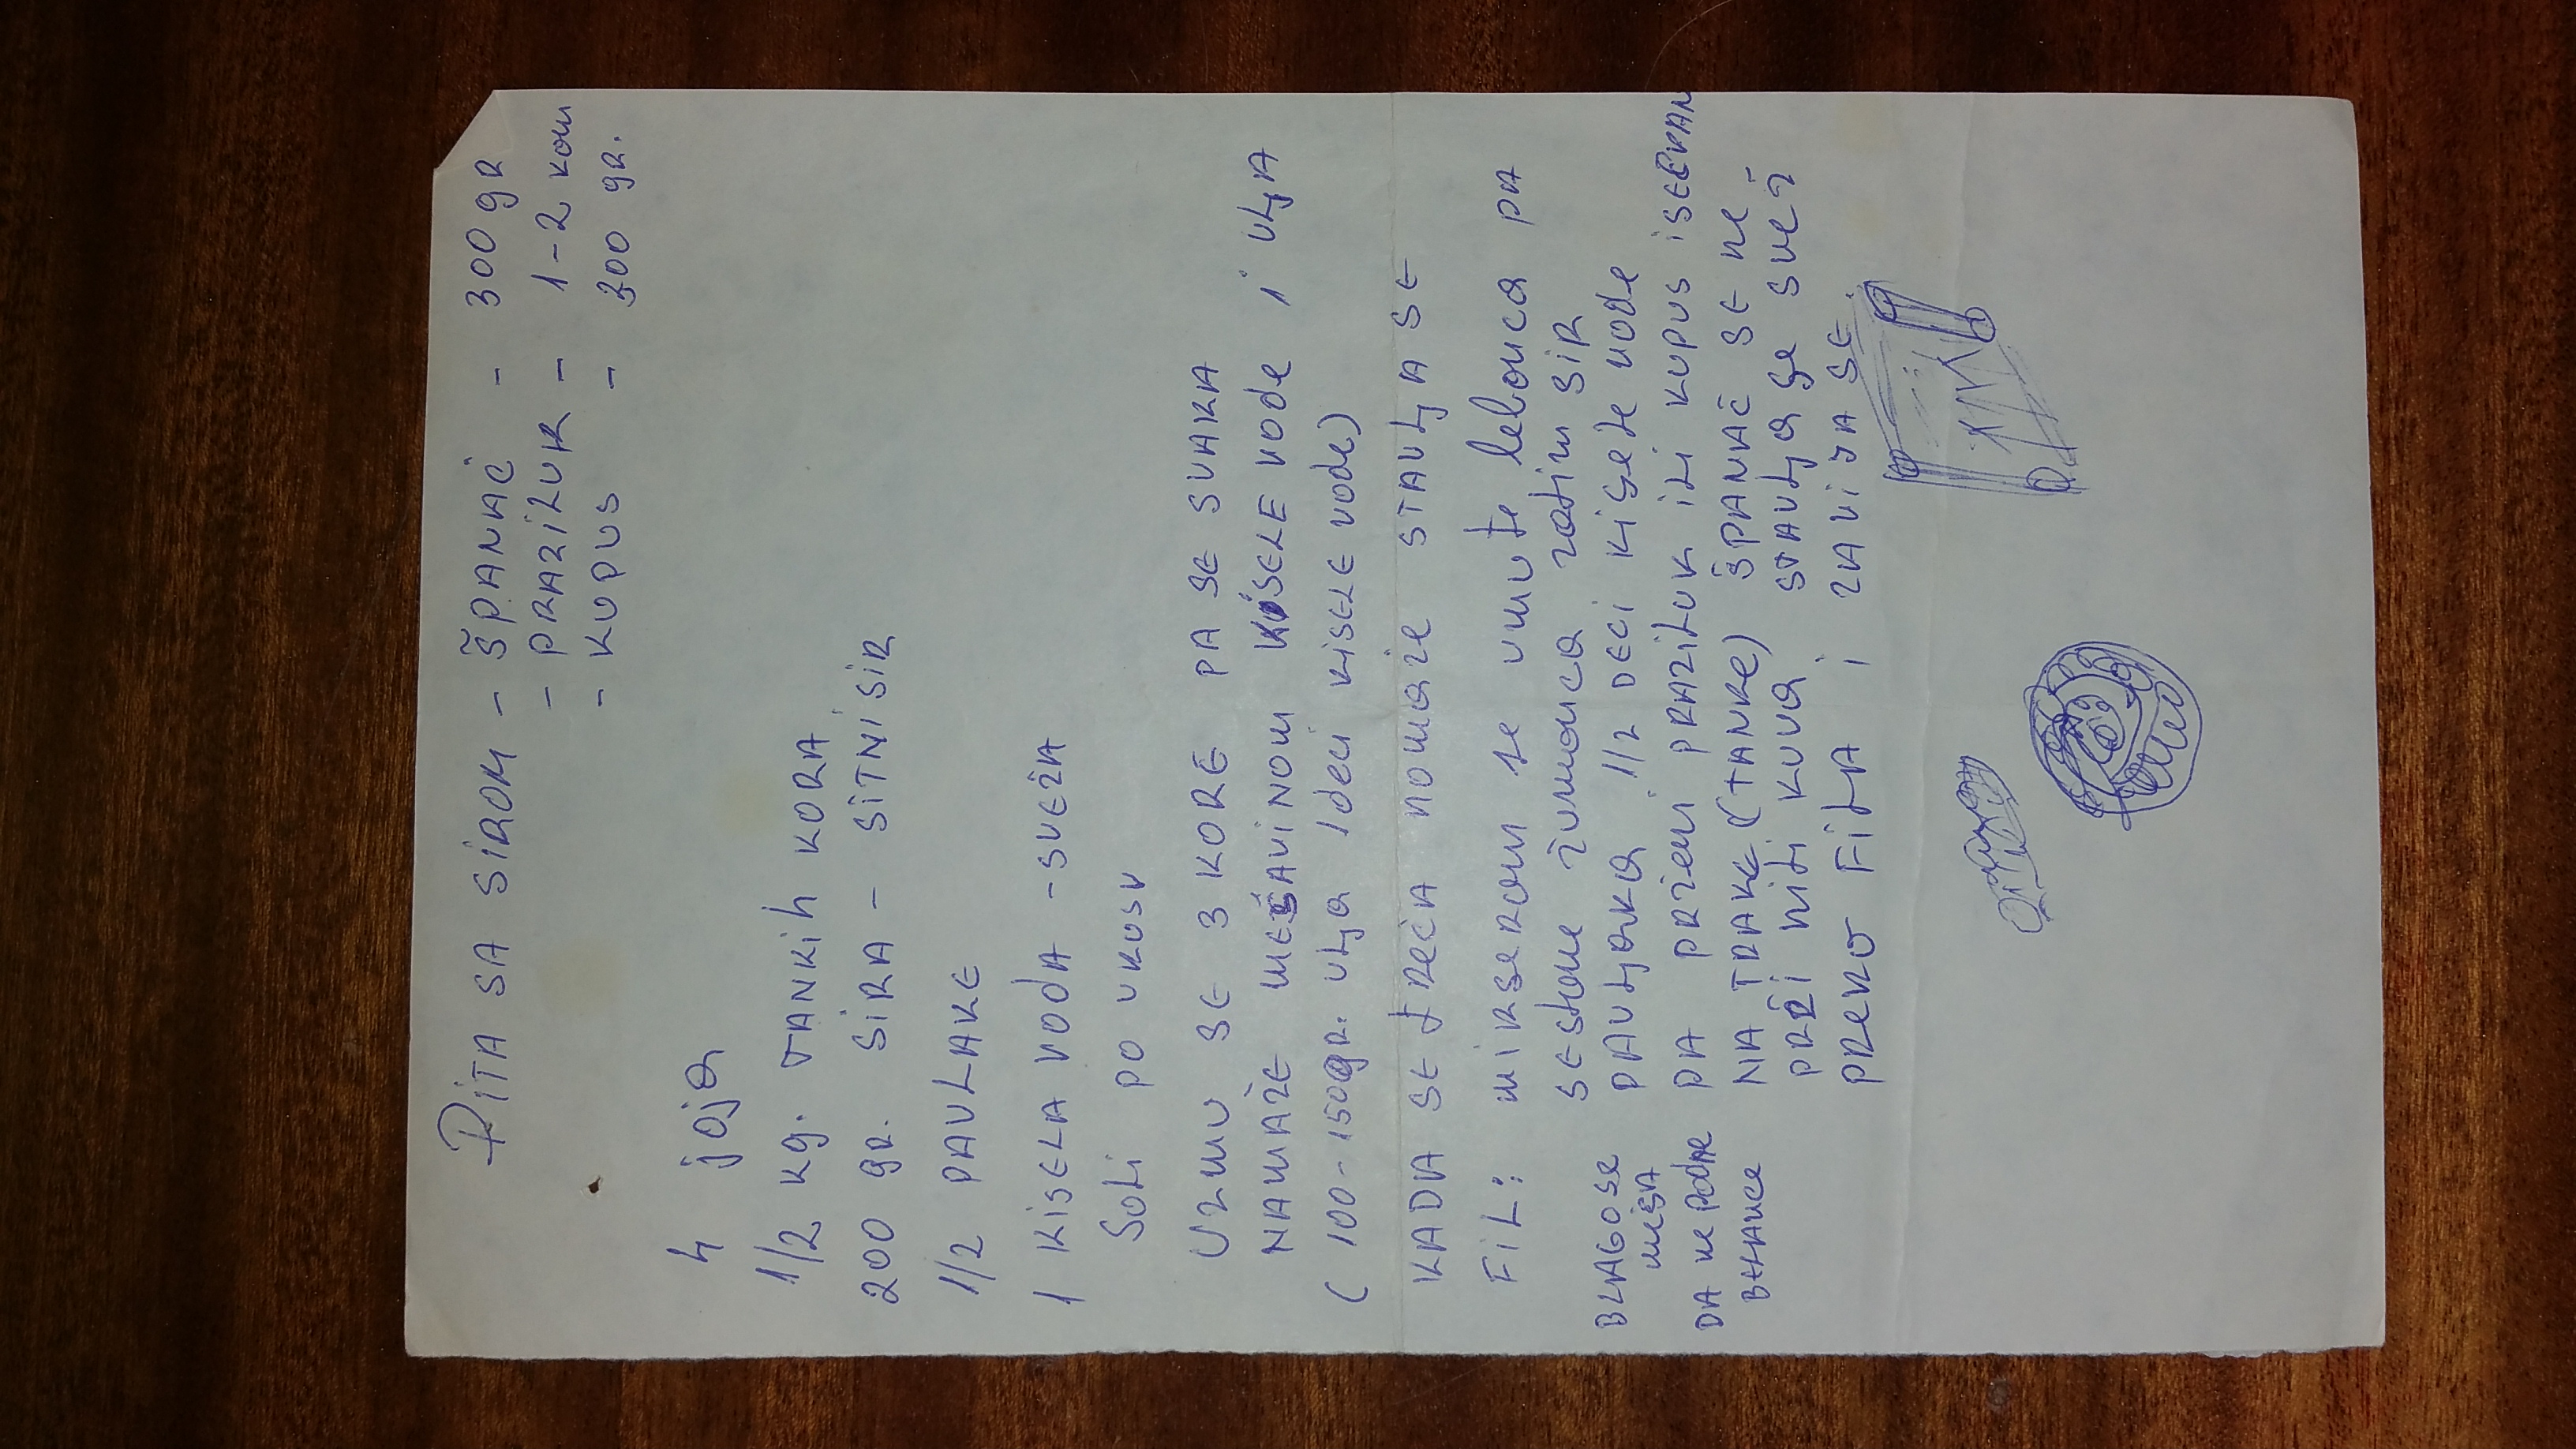 PITA SA SIROM - ŠPANAĆ - 300 gR
- PRAZILUK - 1-2 kom
- KUPUS - 300 gR.
4 jaja
1/2 kg. TANKih KORA
200 gR. SiRA - SiTNi SiR
1/2 PAVLAKE
1 KiSELA VODA - SVEŽA
Soli po UKUSU
UZMU SE 3 KORE PA SE SVAKA
NAMAŽE MEŠAVINOM KiSELE VODE i ULjA
(100-150gR. ULja 1 deci KISELE vode)
KADA SE TREĆA namaže STAVLjA SE
FiL: mikserom se umute belanca PA
SE stave žumanca zatim SIR
PAVLjaka 1/2 DECI KiSele vode
PA PRženi PRAZILUK iLi KUPUS iSECKAN
NA TRAKE (TANKe) ŠPANAĆ SE NE
PRži niti KUVA STAVLja se svež
PREKO FiLA i ZAVIJA SE.
BLAGO SE
MEŠA
DA NE PODNE
BELANCE